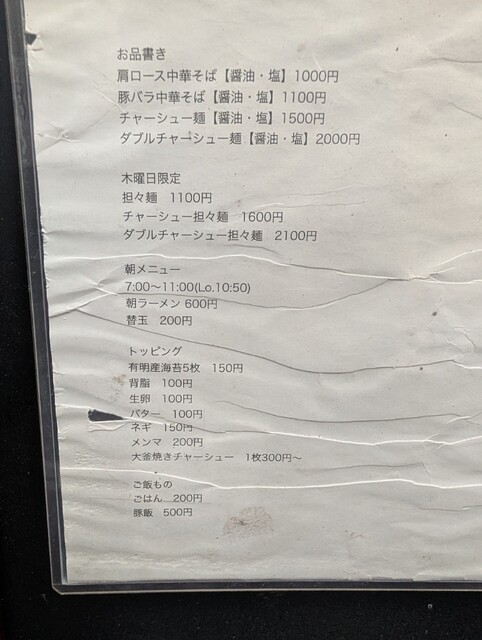 お品書き
肩ロース中華そば【醤油・塩】1000円
豚バラ中華そば【醤油・塩】1100円
チャーシュー麺【醤油・塩】1500円
ダブルチャーシュー麺【醤油・塩】2000円
木曜日限定
担々麺 1100円
チャーシュー担々麺 1600円
ダブルチャーシュー担々麺 2100円
朝メニュー
7:00〜11:00(Lo.10:50)
朝ラーメン 600円
替玉 200円
トッピング
有明産海苔5枚 150円
背脂 100円
生卵 100円
バター 100円
ネギ 150円
メンマ 200円
大釜焼きチャーシュー 1枚300円〜
ご飯もの
ごはん 200円
豚飯 500円